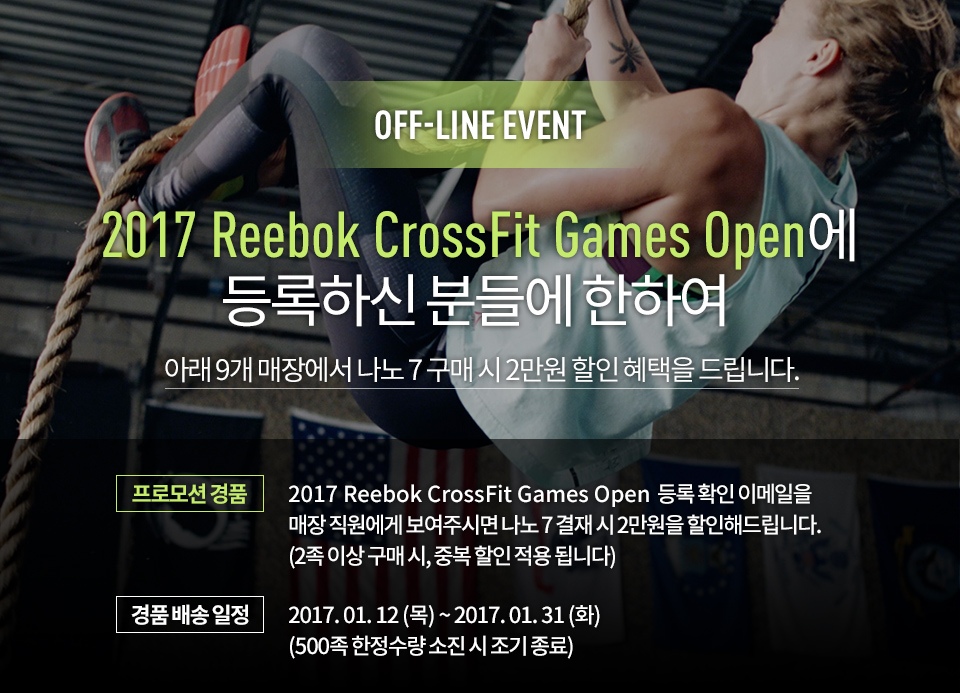 OFF-LINE EVENT
2017 Reebok CrossFit Games Open에
등록하신 분들에 한하여
아래 9개 매장에서 나노 7 구매 시 2만원 할인 혜택을 드립니다.
프로모션 경품
2017 Reebok CrossFit Games Open 등록 확인 이메일을
매장 직원에게 보여주시면 나노 7 결재 시 2만원을 할인해드립니다.
(2족 이상 구매 시, 중복 할인 적용 됩니다)
경품 배송 일정
2017. 01. 12 (목) ~ 2017. 01. 31 (화)
(500족 한정수량 소진 시 조기 종료)